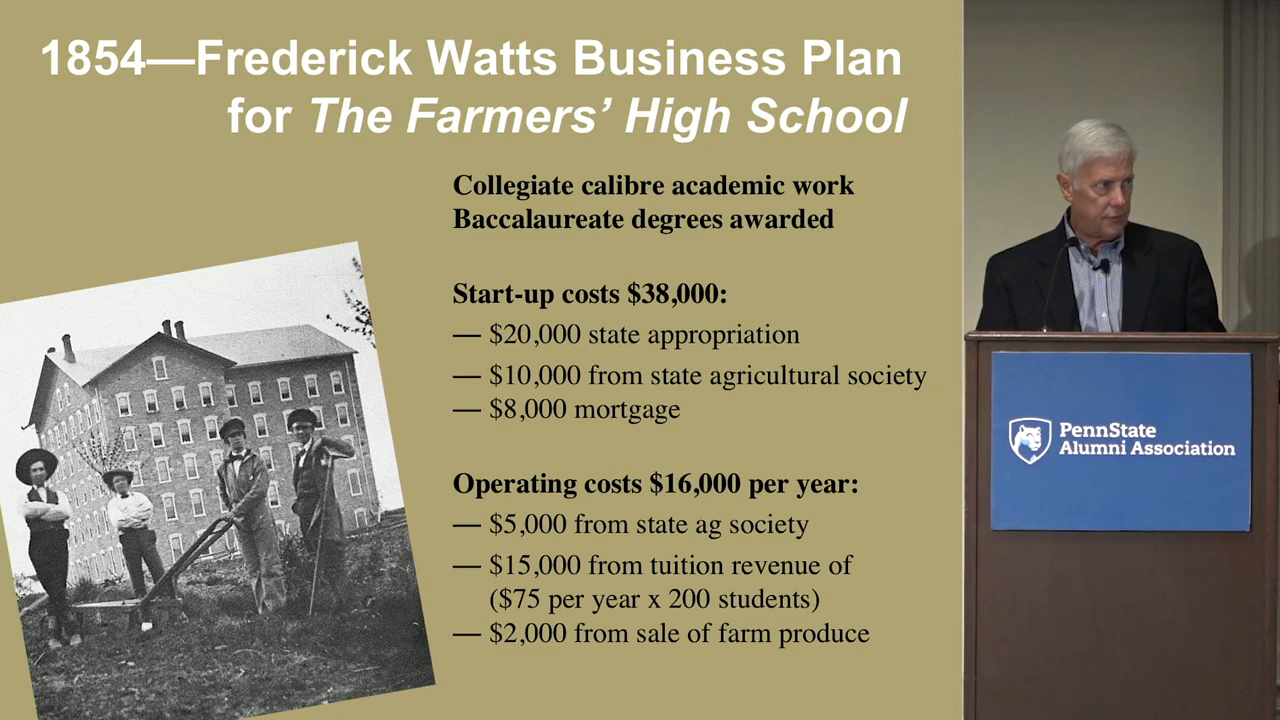 1854—Frederick Watts Business Plan
for The Farmers’ High School
Collegiate calibre academic work
Baccalaureate degrees awarded
Start-up costs $38,000:
— $20,000 state appropriation
— $10,000 from state agricultural society
— $8,000 mortgage
Operating costs $16,000 per year:
— $5,000 from state ag society
— $15,000 from tuition revenue of
($75 per year x 200 students)
— $2,000 from sale of farm produce
PennState
Alumni Association